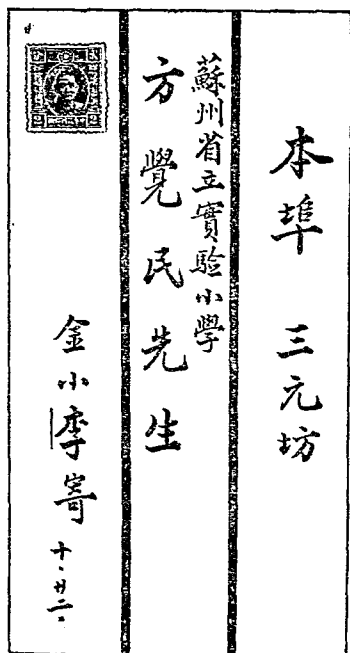 本埠 三元坊
蘇州省立實驗小學
方覺民先生
金小李寄
十、廿二、